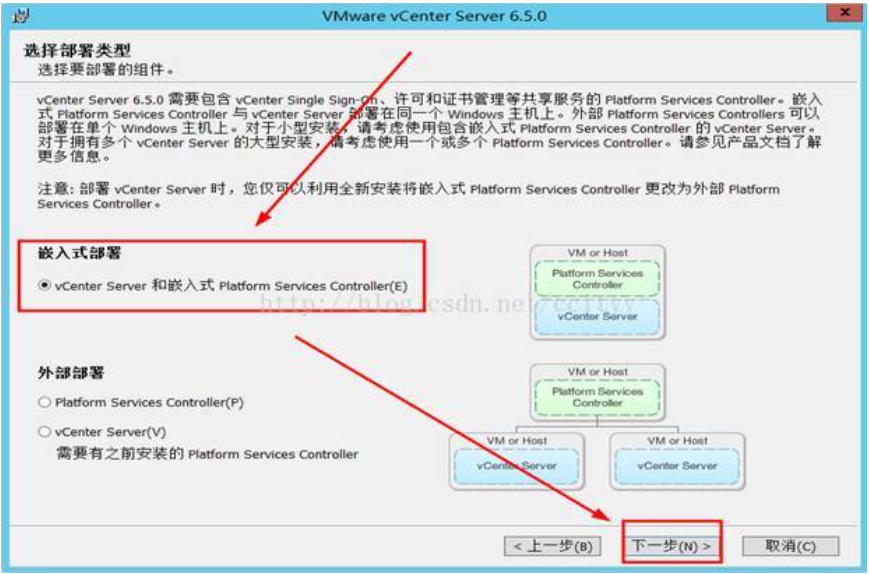 VMware vCenter Server 6.5.0
选择部署类型
选择要部署的组件。
vCenter Server 6.5.0 需要包含 vCenter Single Sign-On、许可和证书管理等共享服务的 Platform Services Controller。嵌入
式 Platform Services Controller 与 vCenter Server 部署在同一个 Windows 主机上。外部 Platform Services Controllers 可以
部署在单个 Windows 主机上。对于小型安装，请考虑使用包含嵌入式 Platform Services Controller 的 vCenter Server。
对于拥有多个 vCenter Server 的大型安装，请考虑使用一个或多个 Platform Services Controller。请参见产品文档了解
更多信息。
注意: 部署 vCenter Server 时，您仅可以利用全新安装将嵌入式 Platform Services Controller 更改为外部 Platform
Services Controller。
嵌入式部署
vCenter Server 和嵌入式 Platform Services Controller(E)
VM or Host
Platform Services
Controller
vCenter Server
http://blog.csdn.net/ccityy
外部部署
Platform Services Controller(P)
vCenter Server(V)
需要有之前安装的 Platform Services Controller
VM or Host
Platform Services
Controller
VM or Host
vCenter Server
VM or Host
vCenter Server
< 上一步(B)
下一步(N) >
取消(C)